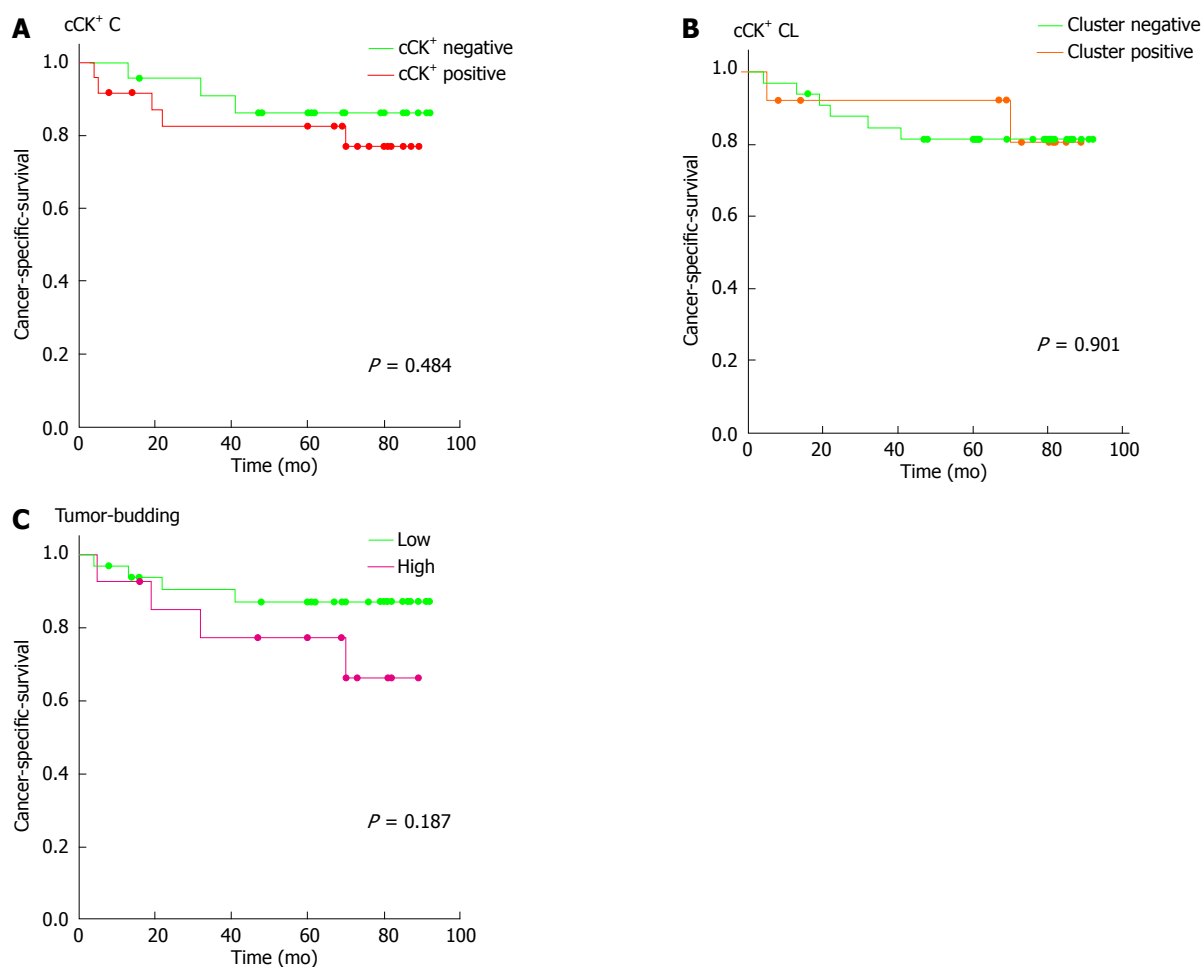 A
cCK⁺ C
cCK⁺ negative
cCK⁺ positive
1.0
0.8
0.6
0.4
0.2
0.0
Cancer-specific-survival
P = 0.484
0 20 40 60 80 100
Time (mo)
B
cCK⁺ CL
Cluster negative
Cluster positive
1.0
0.8
0.6
0.4
0.2
0.0
Cancer-specific-survival
P = 0.901
0 20 40 60 80 100
Time (mo)
C
Tumor-budding
Low
High
1.0
0.8
0.6
0.4
0.2
0.0
Cancer-specific-survival
P = 0.187
0 20 40 60 80 100
Time (mo)